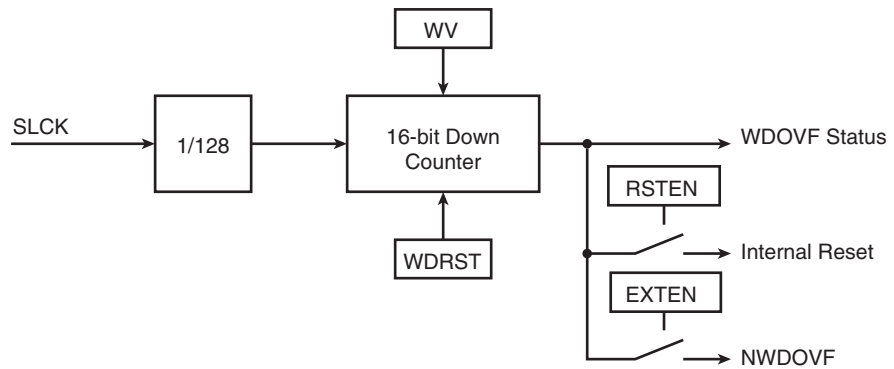 WV
SLCK
1/128
16-bit Down
Counter
WDOVF Status
RSTEN
WDRST
Internal Reset
EXTEN
NWDOVF